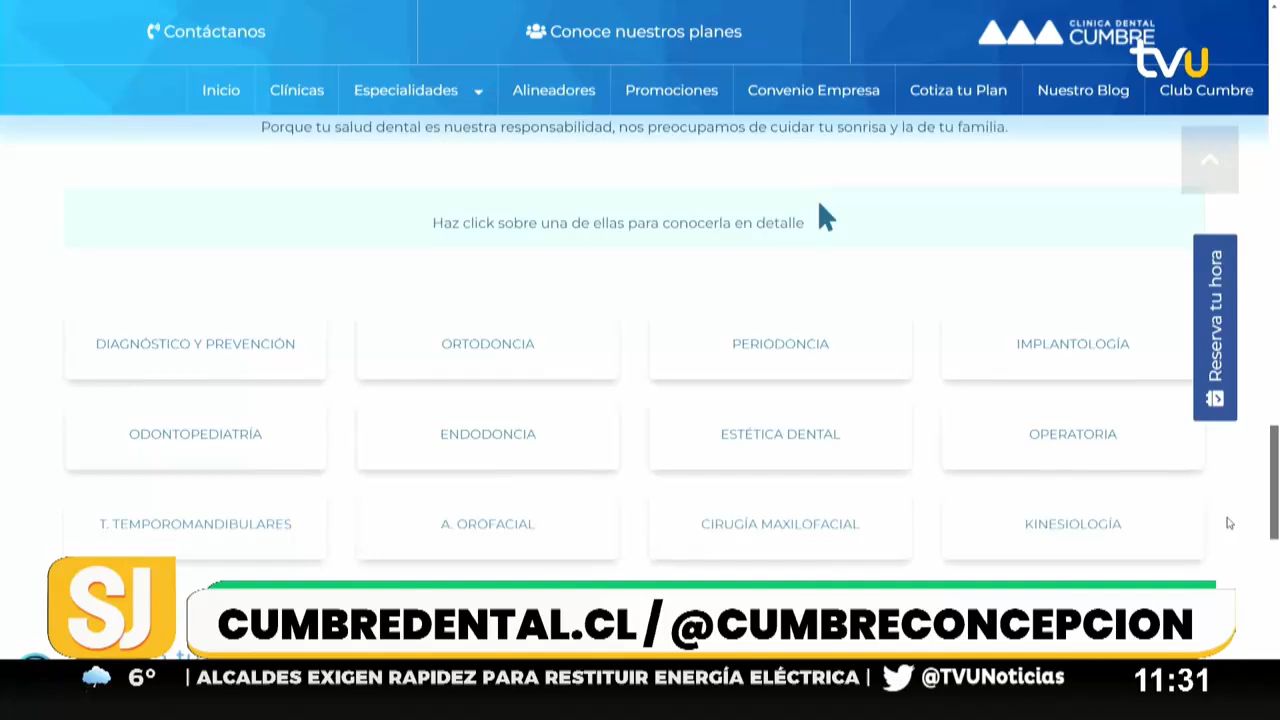 Contáctanos
Conoce nuestros planes
CLINICA DENTAL
CUMBRE
tvu
Inicio
Clínicas
Especialidades
Alineadores
Promociones
Convenio Empresa
Cotiza tu Plan
Nuestro Blog
Club Cumbre
Porque tu salud dental es nuestra responsabilidad, nos preocupamos de cuidar tu sonrisa y la de tu familia.
Haz click sobre una de ellas para conocerla en detalle
Reserva tu hora
DIAGNÓSTICO Y PREVENCIÓN
ORTODONCIA
PERIODONCIA
IMPLANTOLOGÍA
ODONTOPEDIATRÍA
ENDODONCIA
ESTÉTICA DENTAL
OPERATORIA
T. TEMPOROMANDIBULARES
A. OROFACIAL
CIRUGÍA MAXILOFACIAL
KINESIOLOGÍA
SJ
CUMBREDENTAL.CL / @CUMBRECONCEPCION
6° | ALCALDES EXIGEN RAPIDEZ PARA RESTITUIR ENERGÍA ELÉCTRICA | @TVUNoticias
11:31